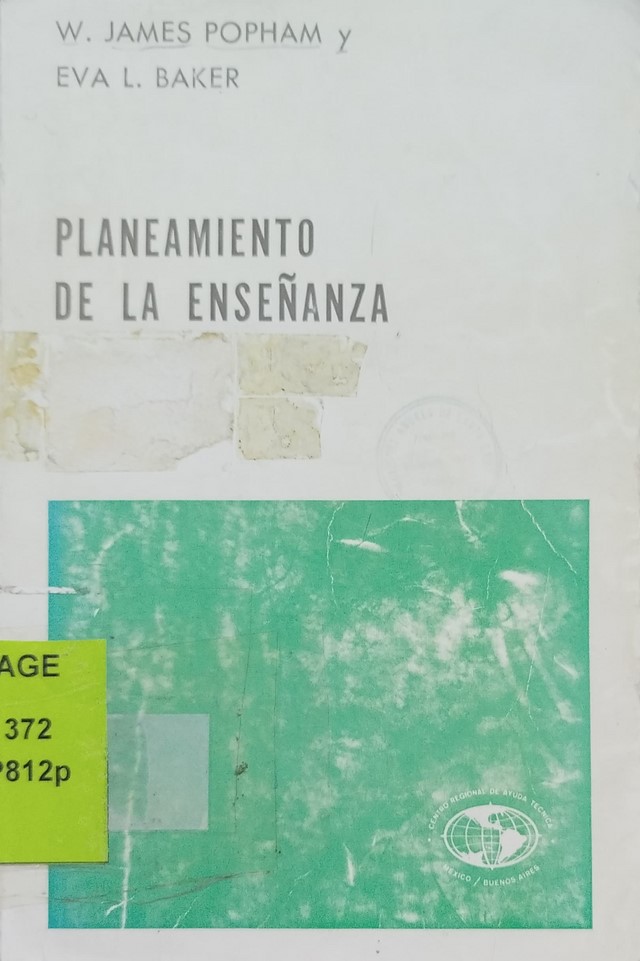 W. JAMES POPHAM y
EVA L. BAKER
PLANEAMIENTO
DE LA ENSEÑANZA
AGE
372
P812p
CENTRO REGIONAL DE AYUDA TECNICA
MEXICO / BUENOS AIRES